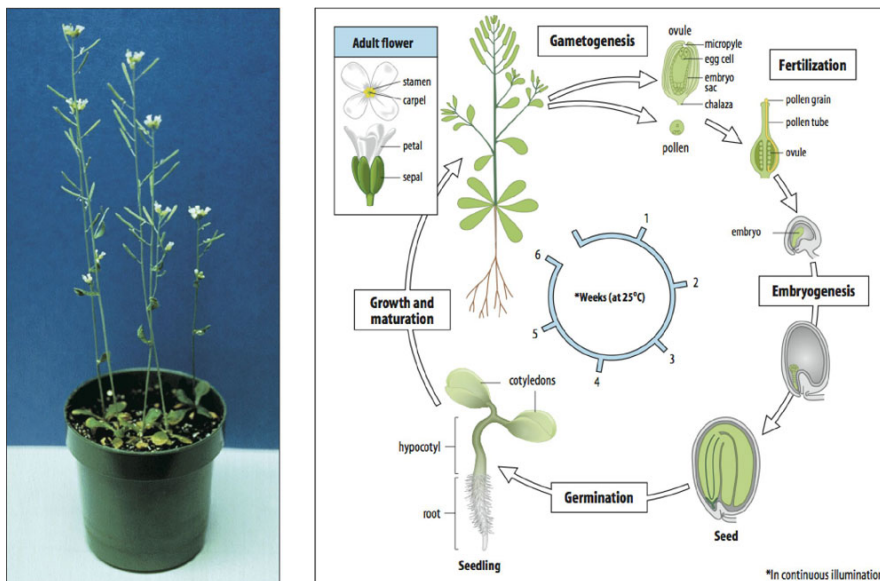 Adult flower
stamen
carpel
petal
sepal
Gametogenesis
ovule
micropyle
egg cell
embryo
sac
chalaza
pollen
Fertilization
pollen grain
pollen tube
ovule
embryo
Embryogenesis
1
2
3
4
5
6
*Weeks (at 25°C)
Growth and
maturation
cotyledons
hypocotyl
root
Seedling
Germination
Seed
*In continuous illumination